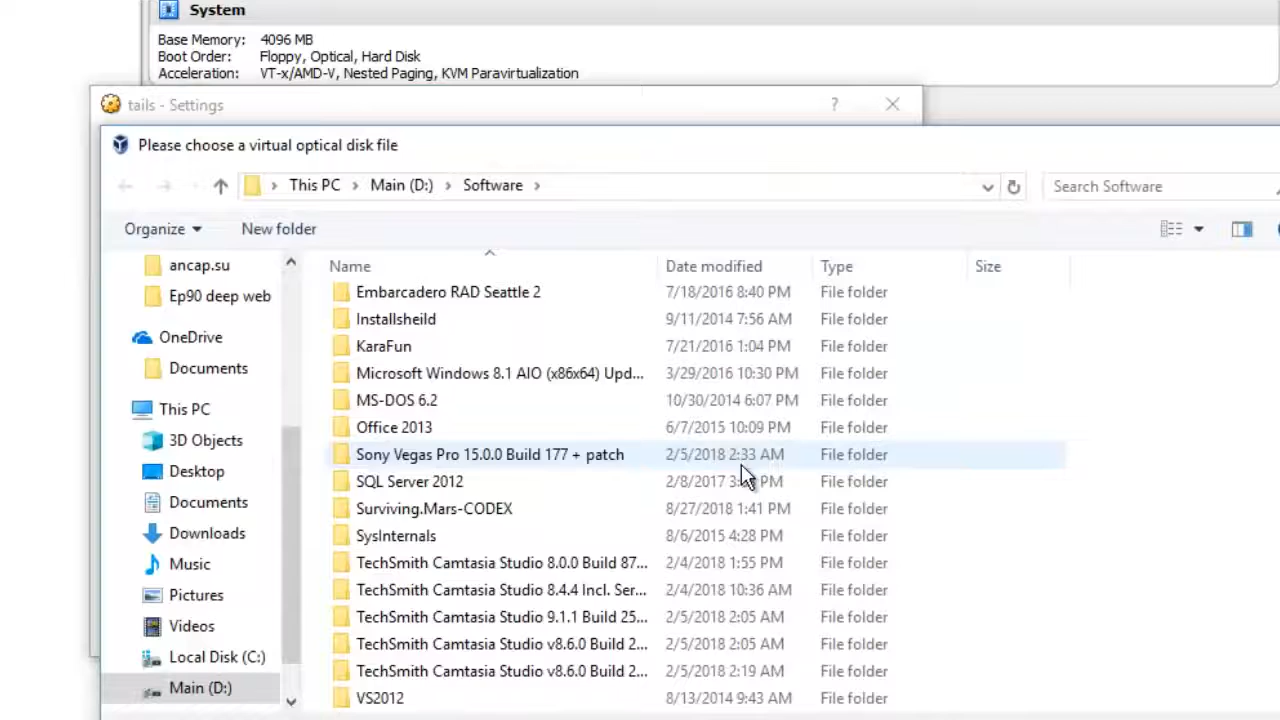 System
Base Memory: 4096 MB
Boot Order: Floppy, Optical, Hard Disk
Acceleration: VT-x/AMD-V, Nested Paging, KVM Paravirtualization
tails - Settings ?
Please choose a virtual optical disk file
This PC Main (D:) Software Search Software
Organize New folder
Name Date modified Type Size
ancap.su
Ep90 deep web
OneDrive
Documents
This PC
3D Objects
Desktop
Documents
Downloads
Music
Pictures
Videos
Local Disk (C:)
Main (D:)
Embarcadero RAD Seattle 2 7/18/2016 8:40 PM File folder
Installsheild 9/11/2014 7:56 AM File folder
KaraFun 7/21/2016 1:04 PM File folder
Microsoft Windows 8.1 AIO (x86x64) Upd... 3/29/2016 10:30 PM File folder
MS-DOS 6.2 10/30/2014 6:07 PM File folder
Office 2013 6/7/2015 10:09 PM File folder
Sony Vegas Pro 15.0.0 Build 177 + patch 2/5/2018 2:33 AM File folder
SQL Server 2012 2/8/2017 PM File folder
Surviving.Mars-CODEX 8/27/2018 1:41 PM File folder
SysInternals 8/6/2015 4:28 PM File folder
TechSmith Camtasia Studio 8.0.0 Build 87... 2/4/2018 1:55 PM File folder
TechSmith Camtasia Studio 8.4.4 Incl. Ser... 2/4/2018 10:36 AM File folder
TechSmith Camtasia Studio 9.1.1 Build 25... 2/5/2018 2:05 AM File folder
TechSmith Camtasia Studio v8.6.0 Build 2... 2/5/2018 2:05 AM File folder
TechSmith Camtasia Studio v8.6.0 Build 2... 2/5/2018 2:19 AM File folder
VS2012 8/13/2014 9:43 AM File folder